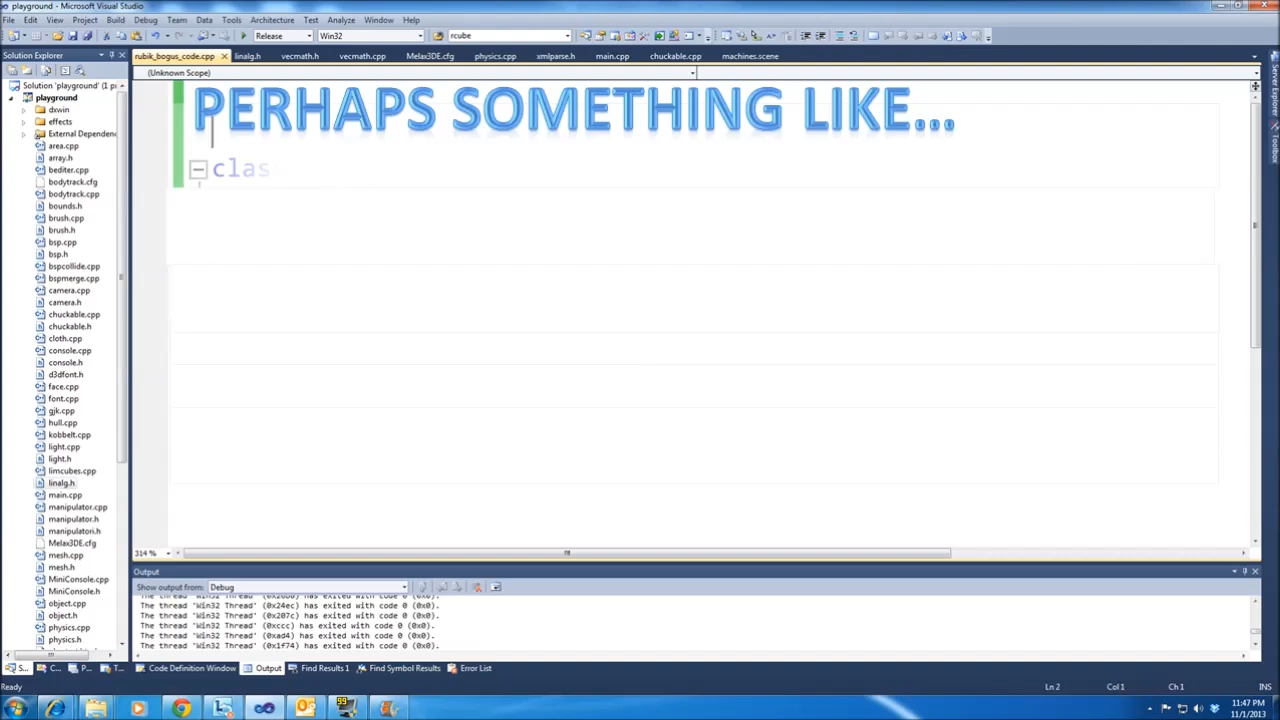 playground - Microsoft Visual Studio
File Edit View Project Build Debug Team Data Tools Architecture Test Analyze Window Help
Release Win32 rcube
Solution Explorer
rubik_bogus_code.cpp linalg.h vecmath.h vecmath.cpp Melax3DE.cfg physics.cpp xmlparse.h main.cpp chuckable.cpp machines.scene
(Unknown Scope)
Solution 'playground' (1 p
playground
dxwin
effects
External Dependenc
area.cpp
array.h
bediter.cpp
bodytrack.cfg
bodytrack.cpp
bounds.h
brush.cpp
brush.h
bsp.cpp
bsp.h
bspcollide.cpp
bspmerge.cpp
camera.cpp
camera.h
chuckable.cpp
chuckable.h
cloth.cpp
console.cpp
console.h
d3dfont.h
face.cpp
font.cpp
gjk.cpp
hull.cpp
kobbelt.cpp
light.cpp
light.h
limcubes.cpp
linalg.h
main.cpp
manipulator.cpp
manipulator.h
manipulatori.h
Melax3DE.cfg
mesh.cpp
mesh.h
MiniConsole.cpp
MiniConsole.h
object.cpp
object.h
physics.cpp
physics.h
PERHAPS SOMETHING LIKE...
clas
314 %
Output
Show output from: Debug
The thread 'Win32 Thread' (0x24ec) has exited with code 0 (0x0).
The thread 'Win32 Thread' (0x207c) has exited with code 0 (0x0).
The thread 'Win32 Thread' (0xccc) has exited with code 0 (0x0).
The thread 'Win32 Thread' (0xad4) has exited with code 0 (0x0).
The thread 'Win32 Thread' (0x1f74) has exited with code 0 (0x0).
S... C... P... T... Code Definition Window Output Find Results 1 Find Symbol Results Error List
Ready Ln 2 Col 1 Ch 1 INS
99
11:47 PM
11/1/2013
Server Explorer
Toolbox